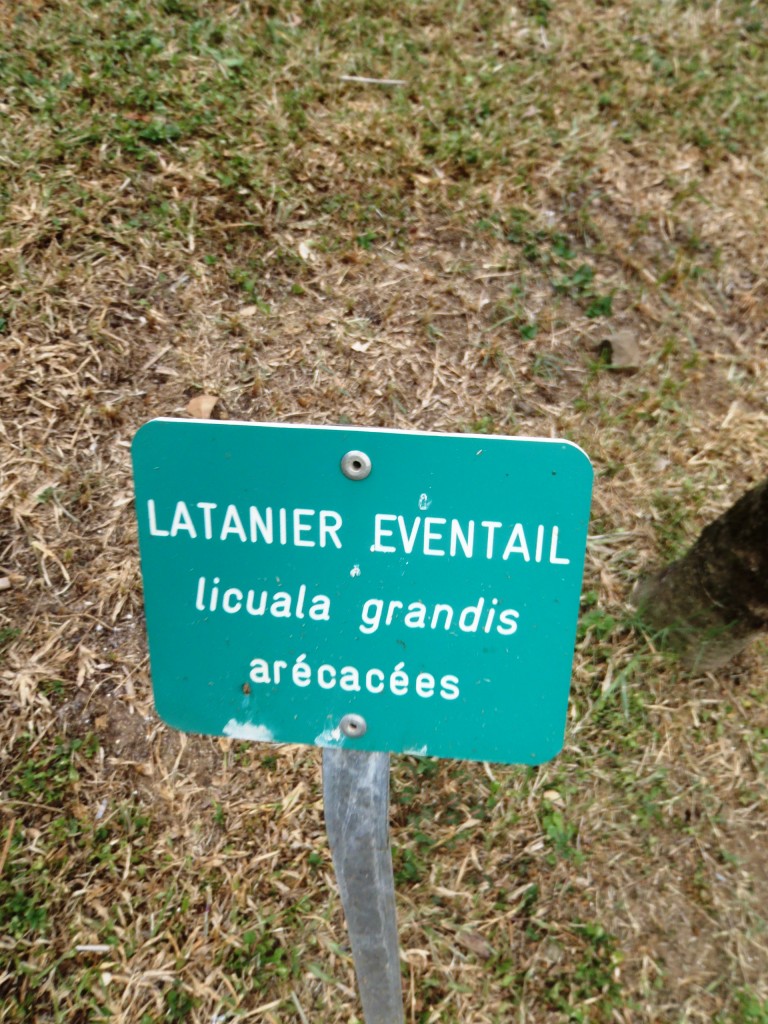 LATANIER EVENTAIL
licuala grandis
arécacées